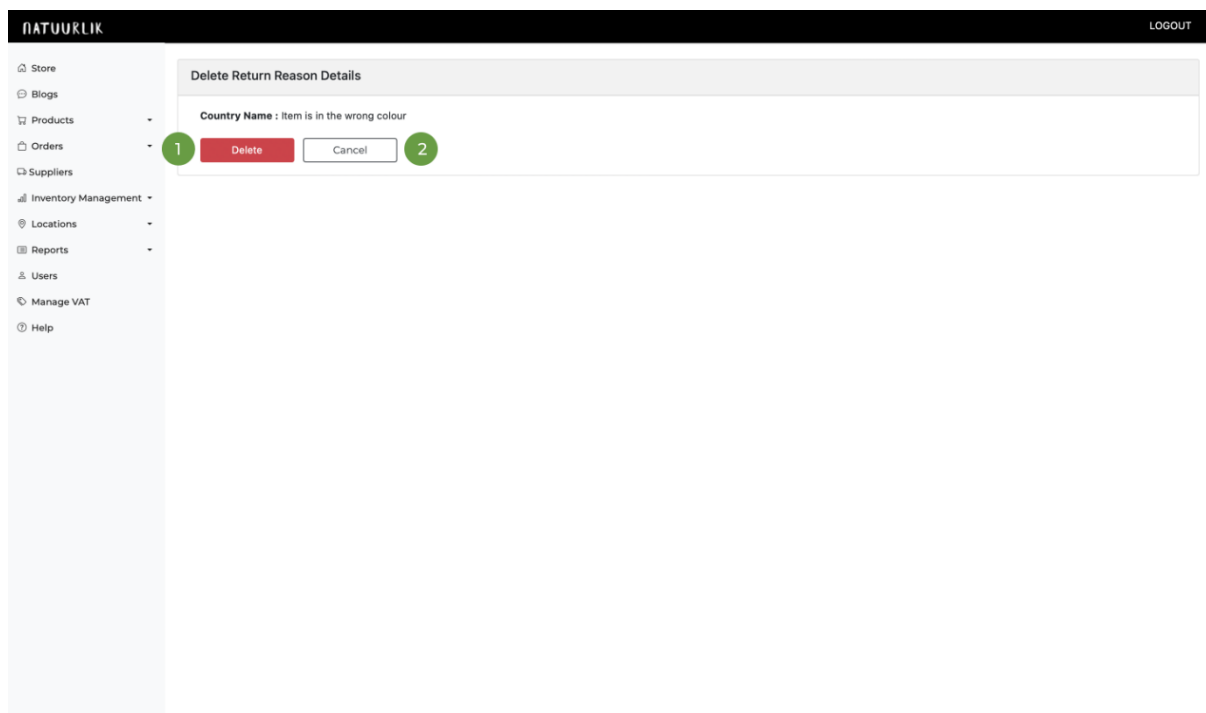 NATUURLIK
LOGOUT
Store
Blogs
Products
Orders
Suppliers
Inventory Management
Locations
Reports
Users
Manage VAT
Help
Delete Return Reason Details
Country Name : Item is in the wrong colour
1 Delete Cancel 2